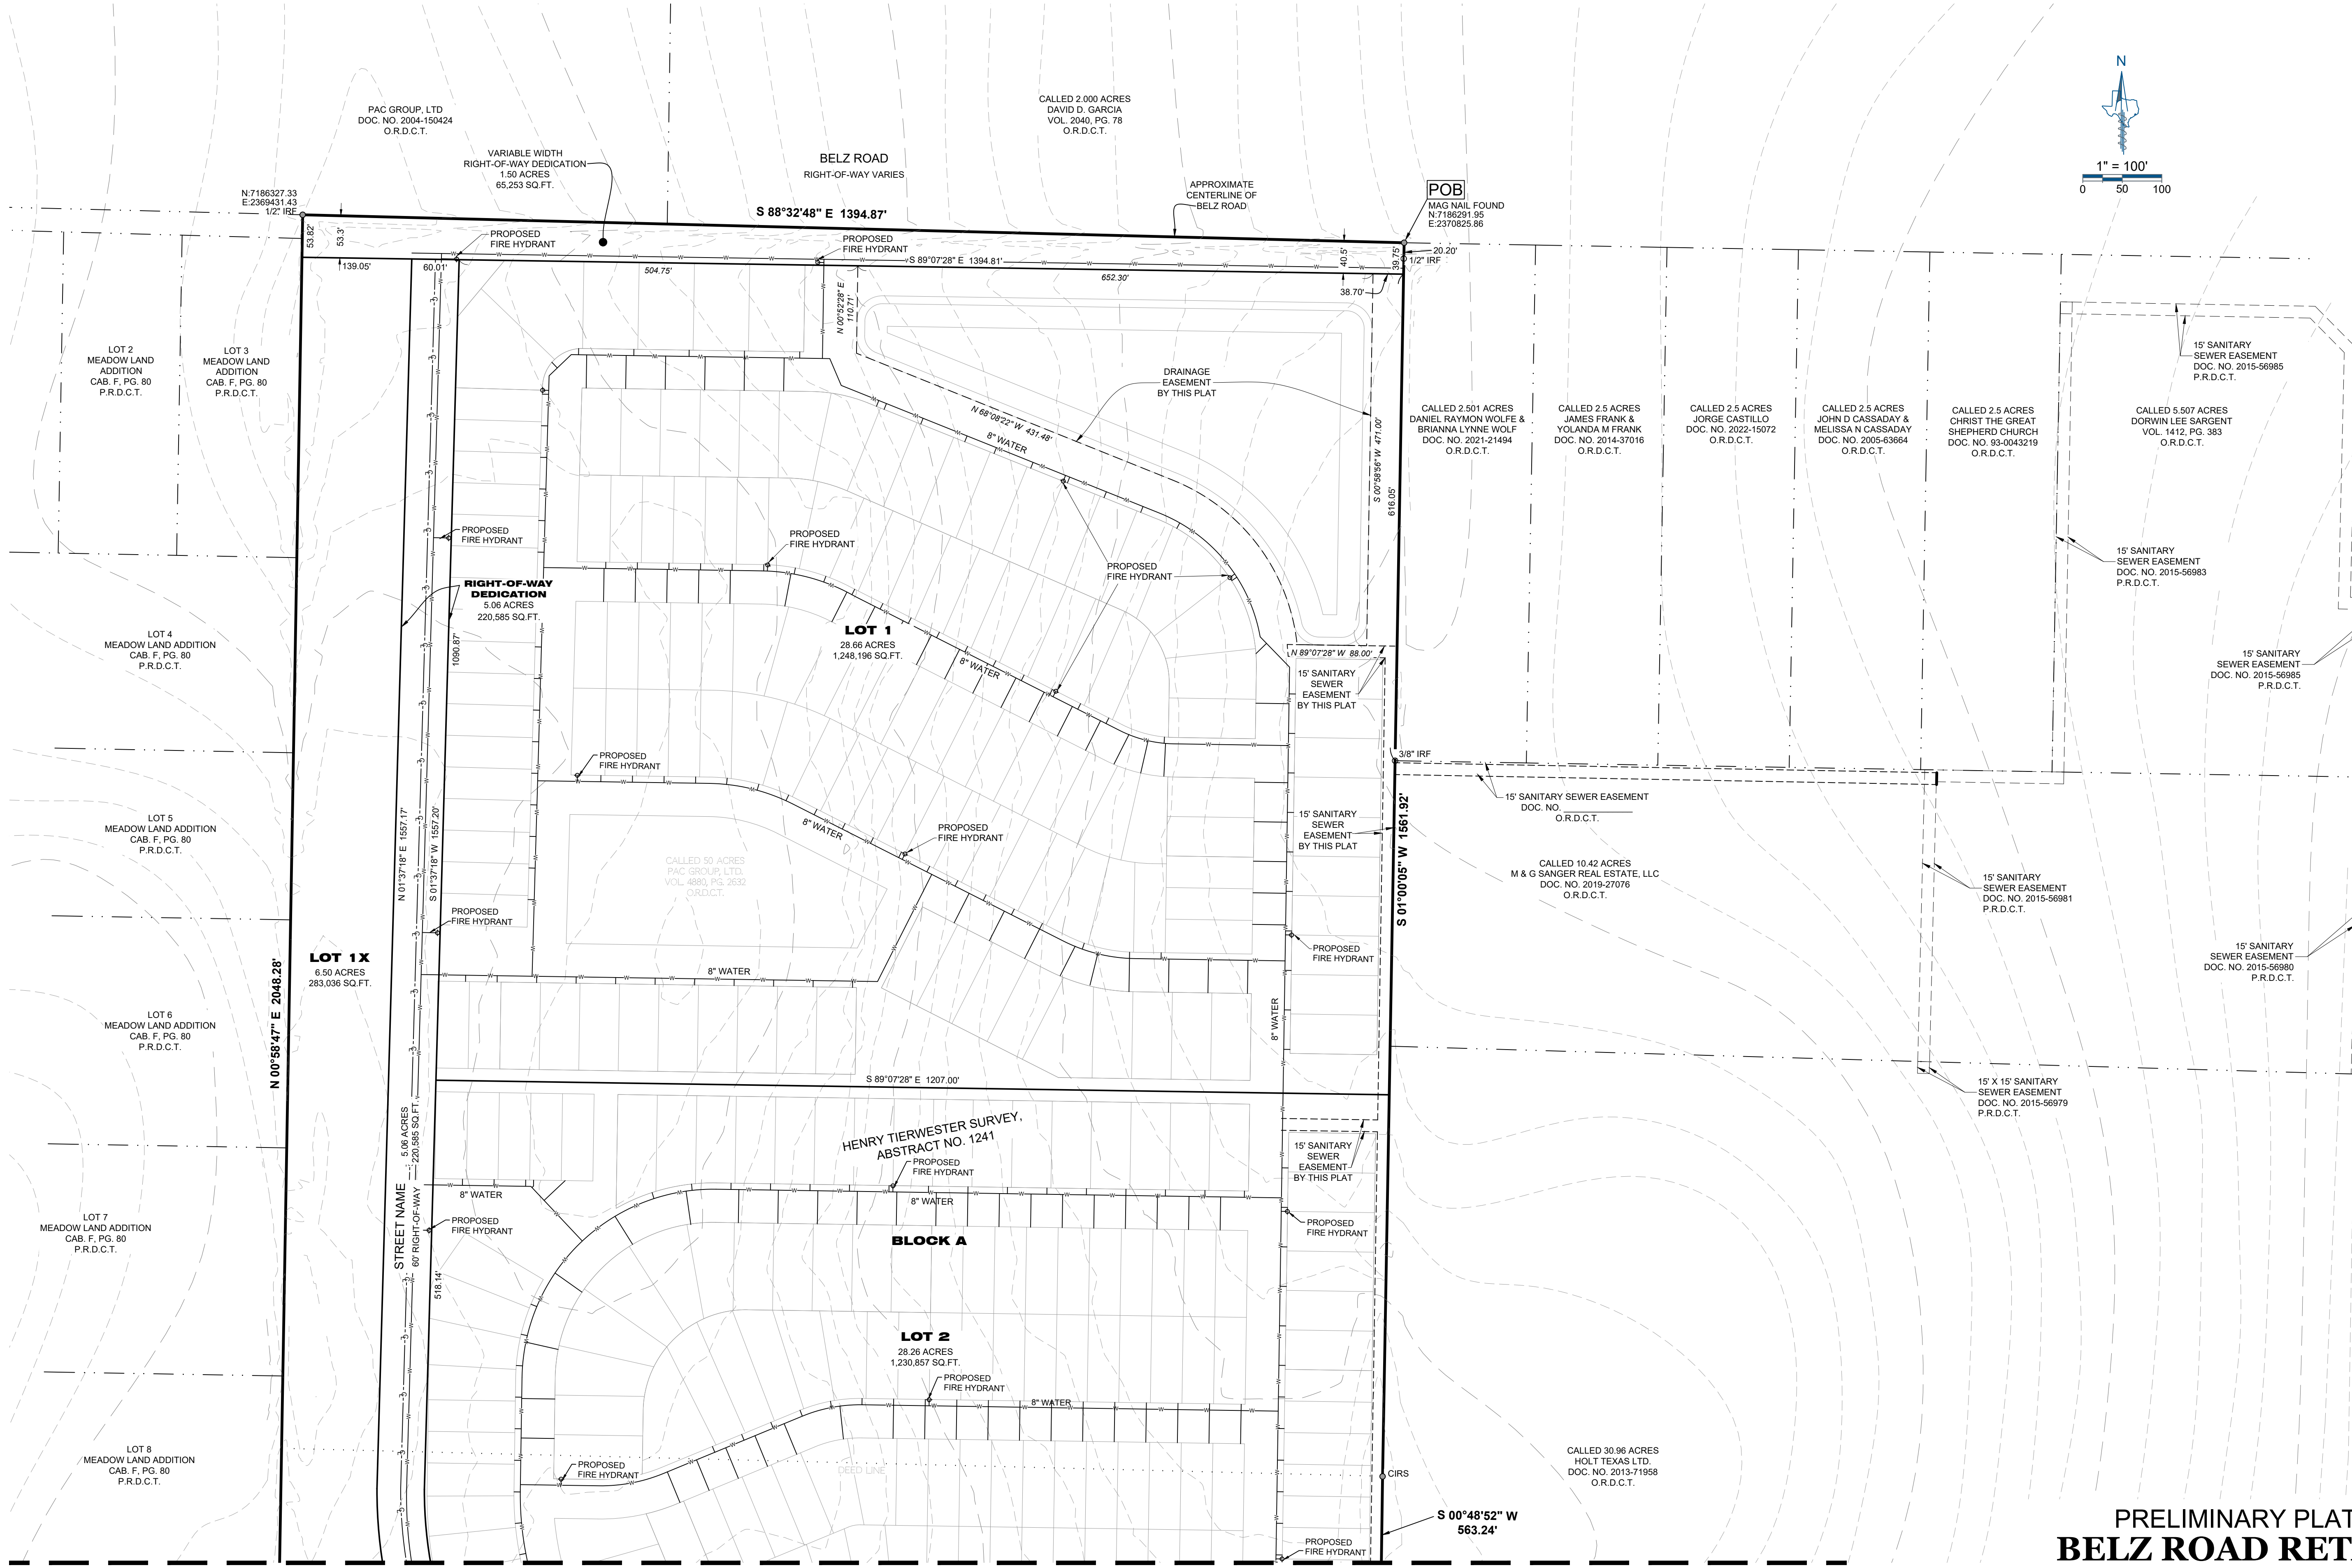 PAC GROUP, LTD
DOC. NO. 2004-150424
O.R.D.C.T.
CALLED 2.000 ACRES
DAVID D. GARCIA
VOL. 2040, PG. 78
O.R.D.C.T.
N
1" = 100'
0 50 100
VARIABLE WIDTH
RIGHT-OF-WAY DEDICATION
1.50 ACRES
65,253 SQ.FT.
BELZ ROAD
RIGHT-OF-WAY VARIES
APPROXIMATE
CENTERLINE OF
BELZ ROAD
POB
MAG NAIL FOUND
N:7186291.95
E:2370825.86
N:7186327.33
E:2369431.43
1/2" IRF
S 88°32'48" E 1394.87'
53.82'
53.3'
139.05'
60.01'
PROPOSED
FIRE HYDRANT
504.75'
PROPOSED
FIRE HYDRANT
S 89°07'28" E 1394.81'
652.30'
40.5'
39.75'
20.20'
1/2" IRF
38.70'
N 00°52'28" E
110.71'
LOT 2
MEADOW LAND
ADDITION
CAB. F, PG. 80
P.R.D.C.T.
LOT 3
MEADOW LAND
ADDITION
CAB. F, PG. 80
P.R.D.C.T.
DRAINAGE
EASEMENT
BY THIS PLAT
N 68°08'22" W 431.48'
8" WATER
S 00°58'56" W 471.00'
616.05'
CALLED 2.501 ACRES
DANIEL RAYMON WOLFE &
BRIANNA LYNNE WOLF
DOC. NO. 2021-21494
O.R.D.C.T.
CALLED 2.5 ACRES
JAMES FRANK &
YOLANDA M FRANK
DOC. NO. 2014-37016
O.R.D.C.T.
CALLED 2.5 ACRES
JORGE CASTILLO
DOC. NO. 2022-15072
O.R.D.C.T.
CALLED 2.5 ACRES
JOHN D CASSADAY &
MELISSA N CASSADAY
DOC. NO. 2005-63664
O.R.D.C.T.
CALLED 2.5 ACRES
CHRIST THE GREAT
SHEPHERD CHURCH
DOC. NO. 93-0043219
O.R.D.C.T.
CALLED 5.507 ACRES
DORWIN LEE SARGENT
VOL. 1412, PG. 383
O.R.D.C.T.
15' SANITARY
SEWER EASEMENT
DOC. NO. 2015-56985
P.R.D.C.T.
15' SANITARY
SEWER EASEMENT
DOC. NO. 2015-56983
P.R.D.C.T.
15' SANITARY
SEWER EASEMENT
DOC. NO. 2015-56985
P.R.D.C.T.
PROPOSED
FIRE HYDRANT
PROPOSED
FIRE HYDRANT
PROPOSED
FIRE HYDRANT
RIGHT-OF-WAY
DEDICATION
5.06 ACRES
220,585 SQ.FT.
1090.87'
LOT 1
28.66 ACRES
1,248,196 SQ.FT.
8" WATER
N 89°07'28" W 88.00'
15' SANITARY
SEWER
EASEMENT
BY THIS PLAT
LOT 4
MEADOW LAND ADDITION
CAB. F, PG. 80
P.R.D.C.T.
LOT 5
MEADOW LAND ADDITION
CAB. F, PG. 80
P.R.D.C.T.
N 01°37'18" E 1557.17'
S 01°37'18" W 1557.20'
PROPOSED
FIRE HYDRANT
8" WATER
PROPOSED
FIRE HYDRANT
CALLED 50 ACRES
PAC GROUP, LTD.
VOL. 4880, PG. 2632
O.R.D.C.T.
15' SANITARY
SEWER
EASEMENT
BY THIS PLAT
3/8" IRF
S 01°00'05" W 1561.92'
15' SANITARY SEWER EASEMENT
DOC. NO. ____________
O.R.D.C.T.
CALLED 10.42 ACRES
M & G SANGER REAL ESTATE, LLC
DOC. NO. 2019-27076
O.R.D.C.T.
15' SANITARY
SEWER EASEMENT
DOC. NO. 2015-56981
P.R.D.C.T.
15' SANITARY
SEWER EASEMENT
DOC. NO. 2015-56980
P.R.D.C.T.
PROPOSED
FIRE HYDRANT
PROPOSED
FIRE HYDRANT
LOT 1X
6.50 ACRES
283,036 SQ.FT.
N 00°58'47" E 2048.28'
8" WATER
8" WATER
LOT 6
MEADOW LAND ADDITION
CAB. F, PG. 80
P.R.D.C.T.
S 89°07'28" E 1207.00'
15' X 15' SANITARY
SEWER EASEMENT
DOC. NO. 2015-56979
P.R.D.C.T.
HENRY TIERWESTER SURVEY,
ABSTRACT NO. 1241
PROPOSED
FIRE HYDRANT
15' SANITARY
SEWER
EASEMENT
BY THIS PLAT
5.06 ACRES
220,585 SQ.FT.
STREET NAME
60' RIGHT-OF-WAY
8" WATER
8" WATER
PROPOSED
FIRE HYDRANT
PROPOSED
FIRE HYDRANT
LOT 7
MEADOW LAND ADDITION
CAB. F, PG. 80
P.R.D.C.T.
BLOCK A
518.14'
LOT 2
28.26 ACRES
1,230,857 SQ.FT.
PROPOSED
FIRE HYDRANT
8" WATER
LOT 8
MEADOW LAND ADDITION
CAB. F, PG. 80
P.R.D.C.T.
PROPOSED
FIRE HYDRANT
DEED LINE
CIRS
CALLED 30.96 ACRES
HOLT TEXAS LTD.
DOC. NO. 2013-71958
O.R.D.C.T.
S 00°48'52" W
563.24'
PROPOSED
FIRE HYDRANT
PRELIMINARY PLAT
BELZ ROAD RET